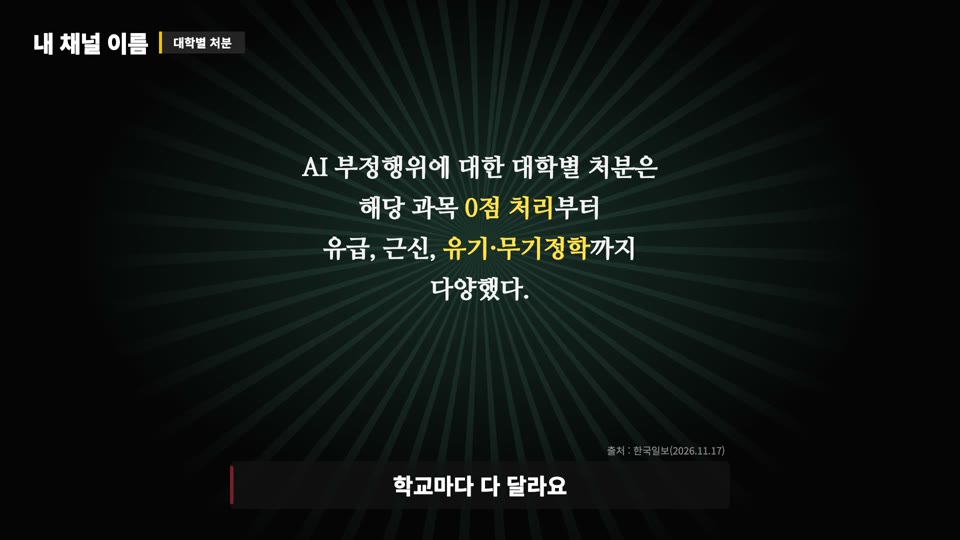 내 채널 이름
대학별 처분
AI 부정행위에 대한 대학별 처분은
해당 과목 0점 처리부터
유급, 근신, 유기·무기정학까지
다양했다.
출처 : 한국일보(2026.11.17)
학교마다 다 달라요